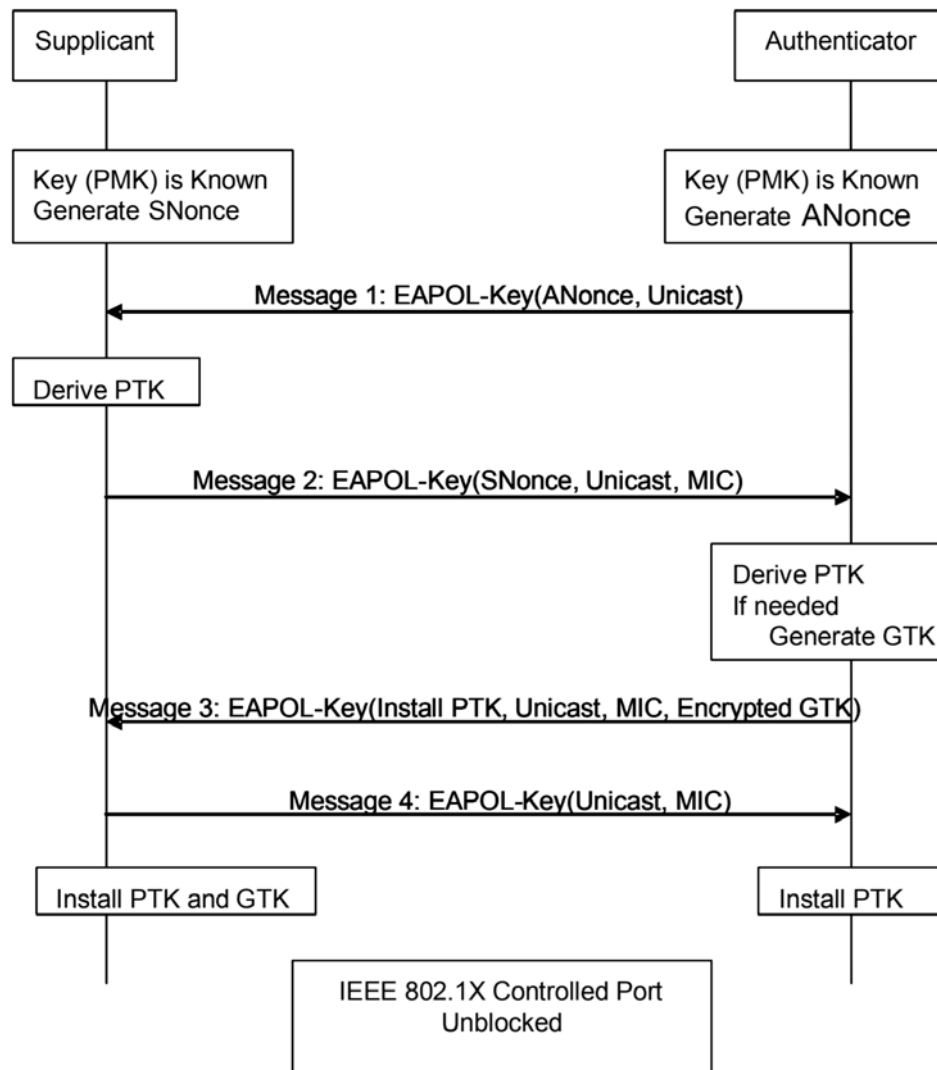 Supplicant
Authenticator
Key (PMK) is Known
Generate SNonce
Key (PMK) is Known
Generate ANonce
Message 1: EAPOL-Key(ANonce, Unicast)
Derive PTK
Message 2: EAPOL-Key(SNonce, Unicast, MIC)
Derive PTK
If needed
Generate GTK
Message 3: EAPOL-Key(Install PTK, Unicast, MIC, Encrypted GTK)
Message 4: EAPOL-Key(Unicast, MIC)
Install PTK and GTK
Install PTK
IEEE 802.1X Controlled Port
Unblocked